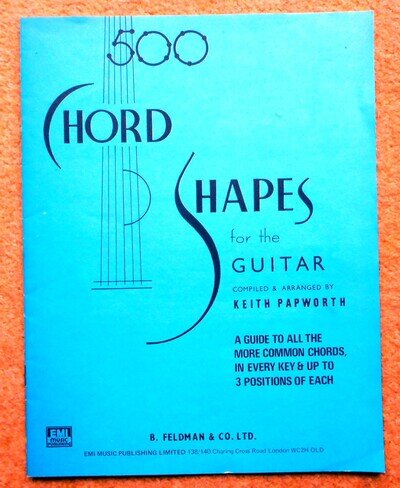 500
CHORD
SHAPES
for the
GUITAR
COMPILED & ARRANGED BY
KEITH PAPWORTH
A GUIDE TO ALL THE
MORE COMMON CHORDS,
IN EVERY KEY & UP TO
3 POSITIONS OF EACH
EMI
MUSIC
B. FELDMAN & CO. LTD.
EMI MUSIC PUBLISHING LIMITED 138/140 Charing Cross Road London WC2H OLD